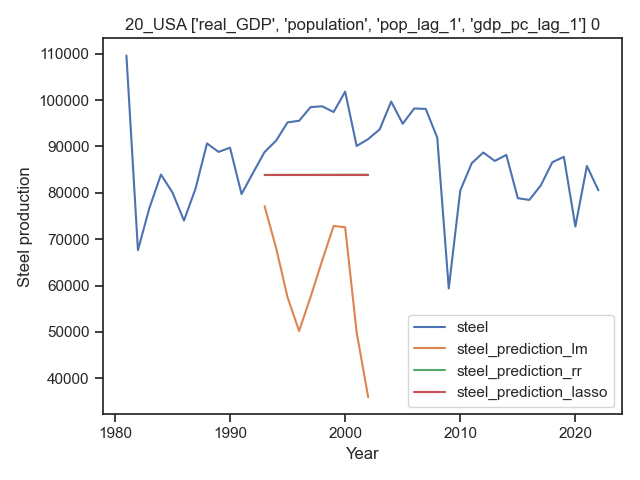 20_USA ['real_GDP', 'population', 'pop_lag_1', 'gdp_pc_lag_1'] 0
110000
100000
90000
80000
70000
60000
50000
40000
Steel production
steel
steel_prediction_lm
steel_prediction_rr
steel_prediction_lasso
1980
1990
2000
2010
2020
Year